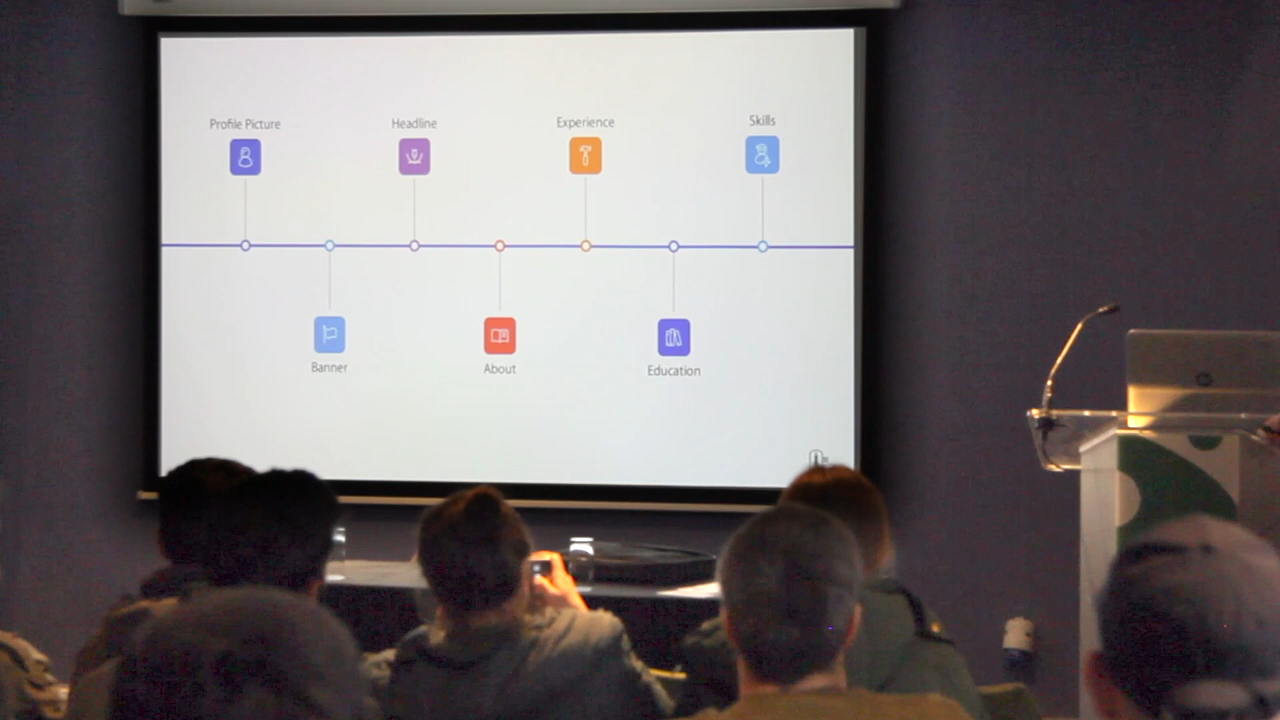 Profile Picture
Headline
Experience
Skills
Banner
About
Education